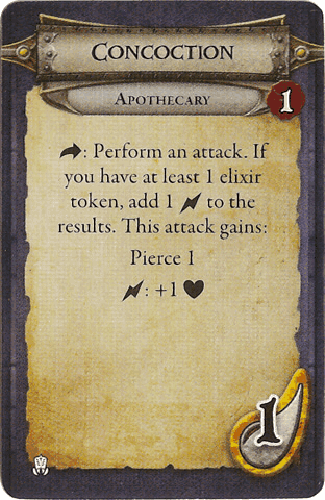 Concoction
Apothecary
1
: Perform an attack. If
you have at least 1 elixir
token, add 1 to the
results. This attack gains:
Pierce 1
: +1
1